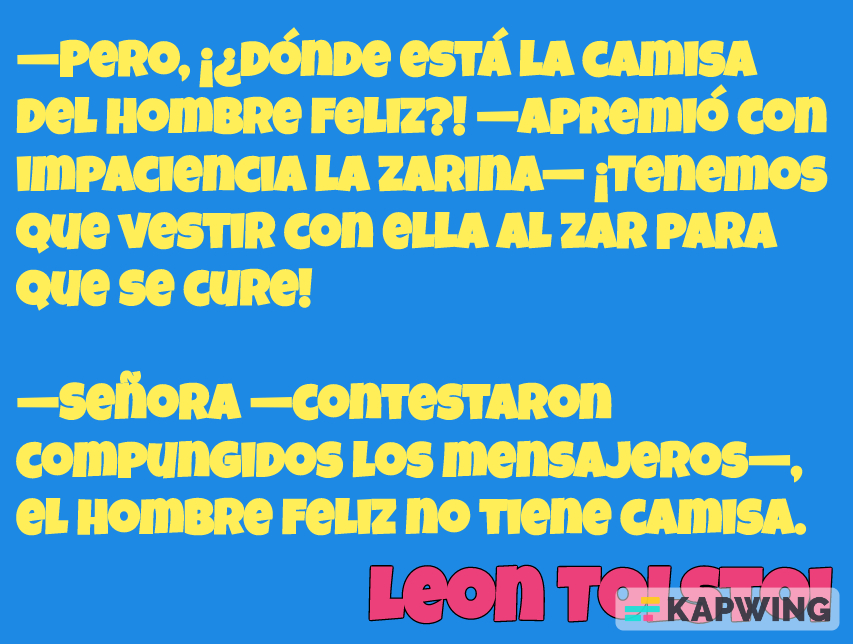 —Pero, ¡¿dónde está la camisa
del hombre feliz?! —apremió con
impaciencia la zarina— ¡Tenemos
que vestir con ella al zar para
que se cure!
—Señora —contestaron
compungidos los mensajeros—,
el hombre feliz no tiene camisa.
Leon Tolstoi
KAPWING